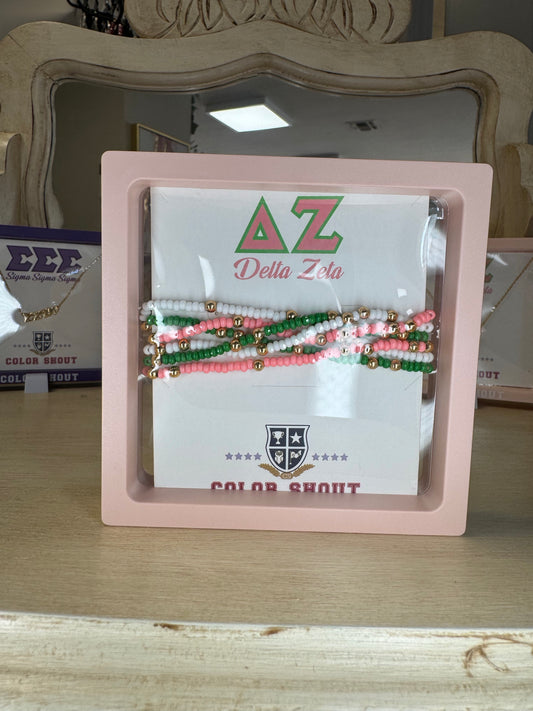 ΔΖ
Delta Zeta
COLOR SHOUT
ΣΣΣ
Sigma Sigma Sigma
COLOR SHOUT
COLOR SHOUT